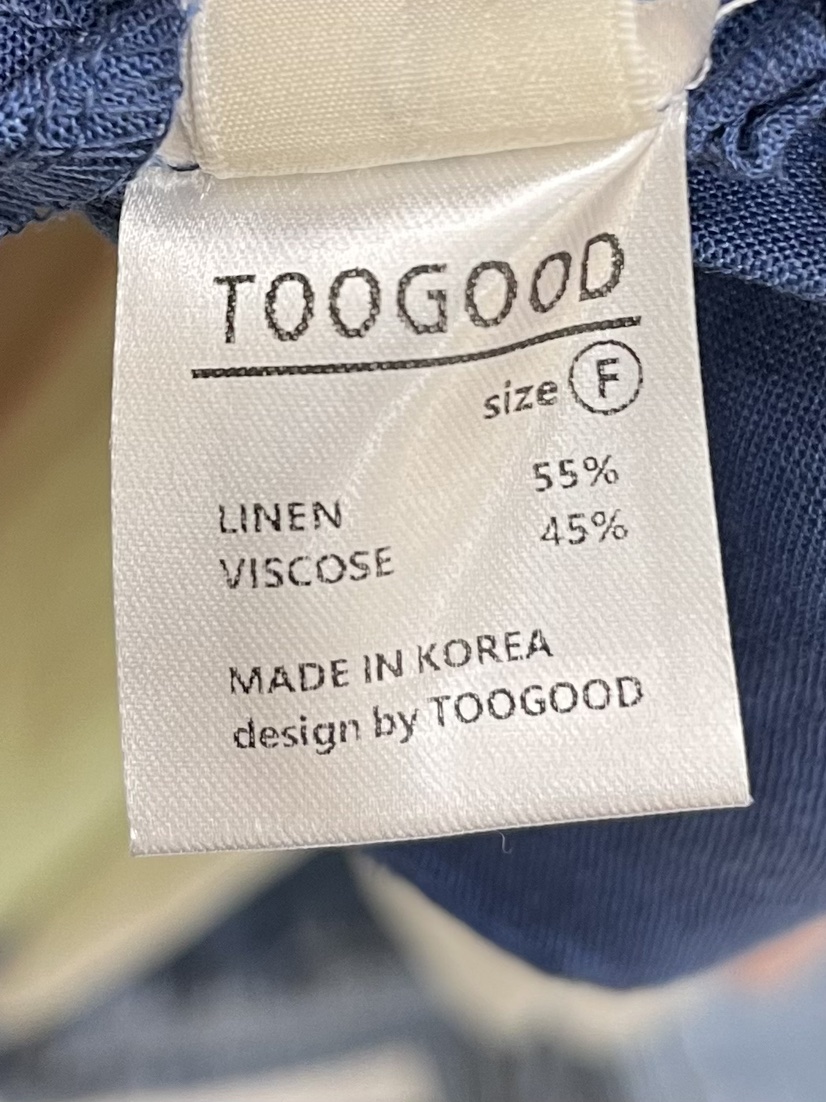 TOOGOOD
size F
LINEN 55%
VISCOSE 45%
MADE IN KOREA
design by TOOGOOD